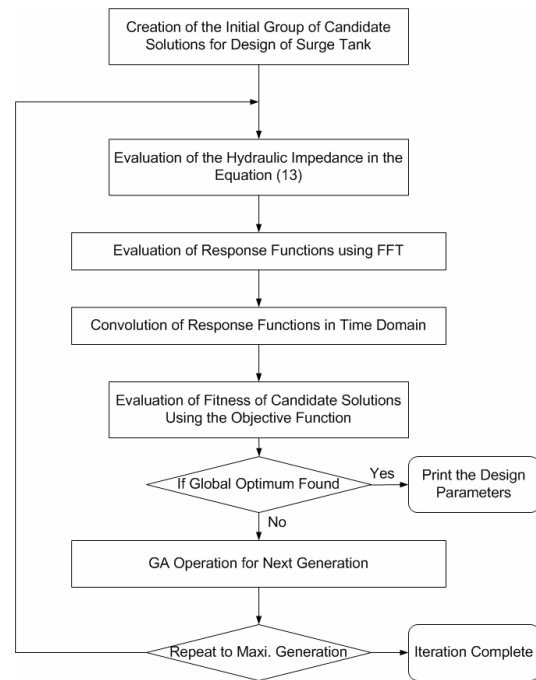 Creation of the Initial Group of Candidate
Solutions for Design of Surge Tank
Evaluation of the Hydraulic Impedance in the
Equation (13)
Evaluation of Response Functions using FFT
Convolution of Response Functions in Time Domain
Evaluation of Fitness of Candidate Solutions
Using the Objective Function
If Global Optimum Found
Yes
Print the Design
Parameters
No
GA Operation for Next Generation
Repeat to Maxi. Generation
Iteration Complete